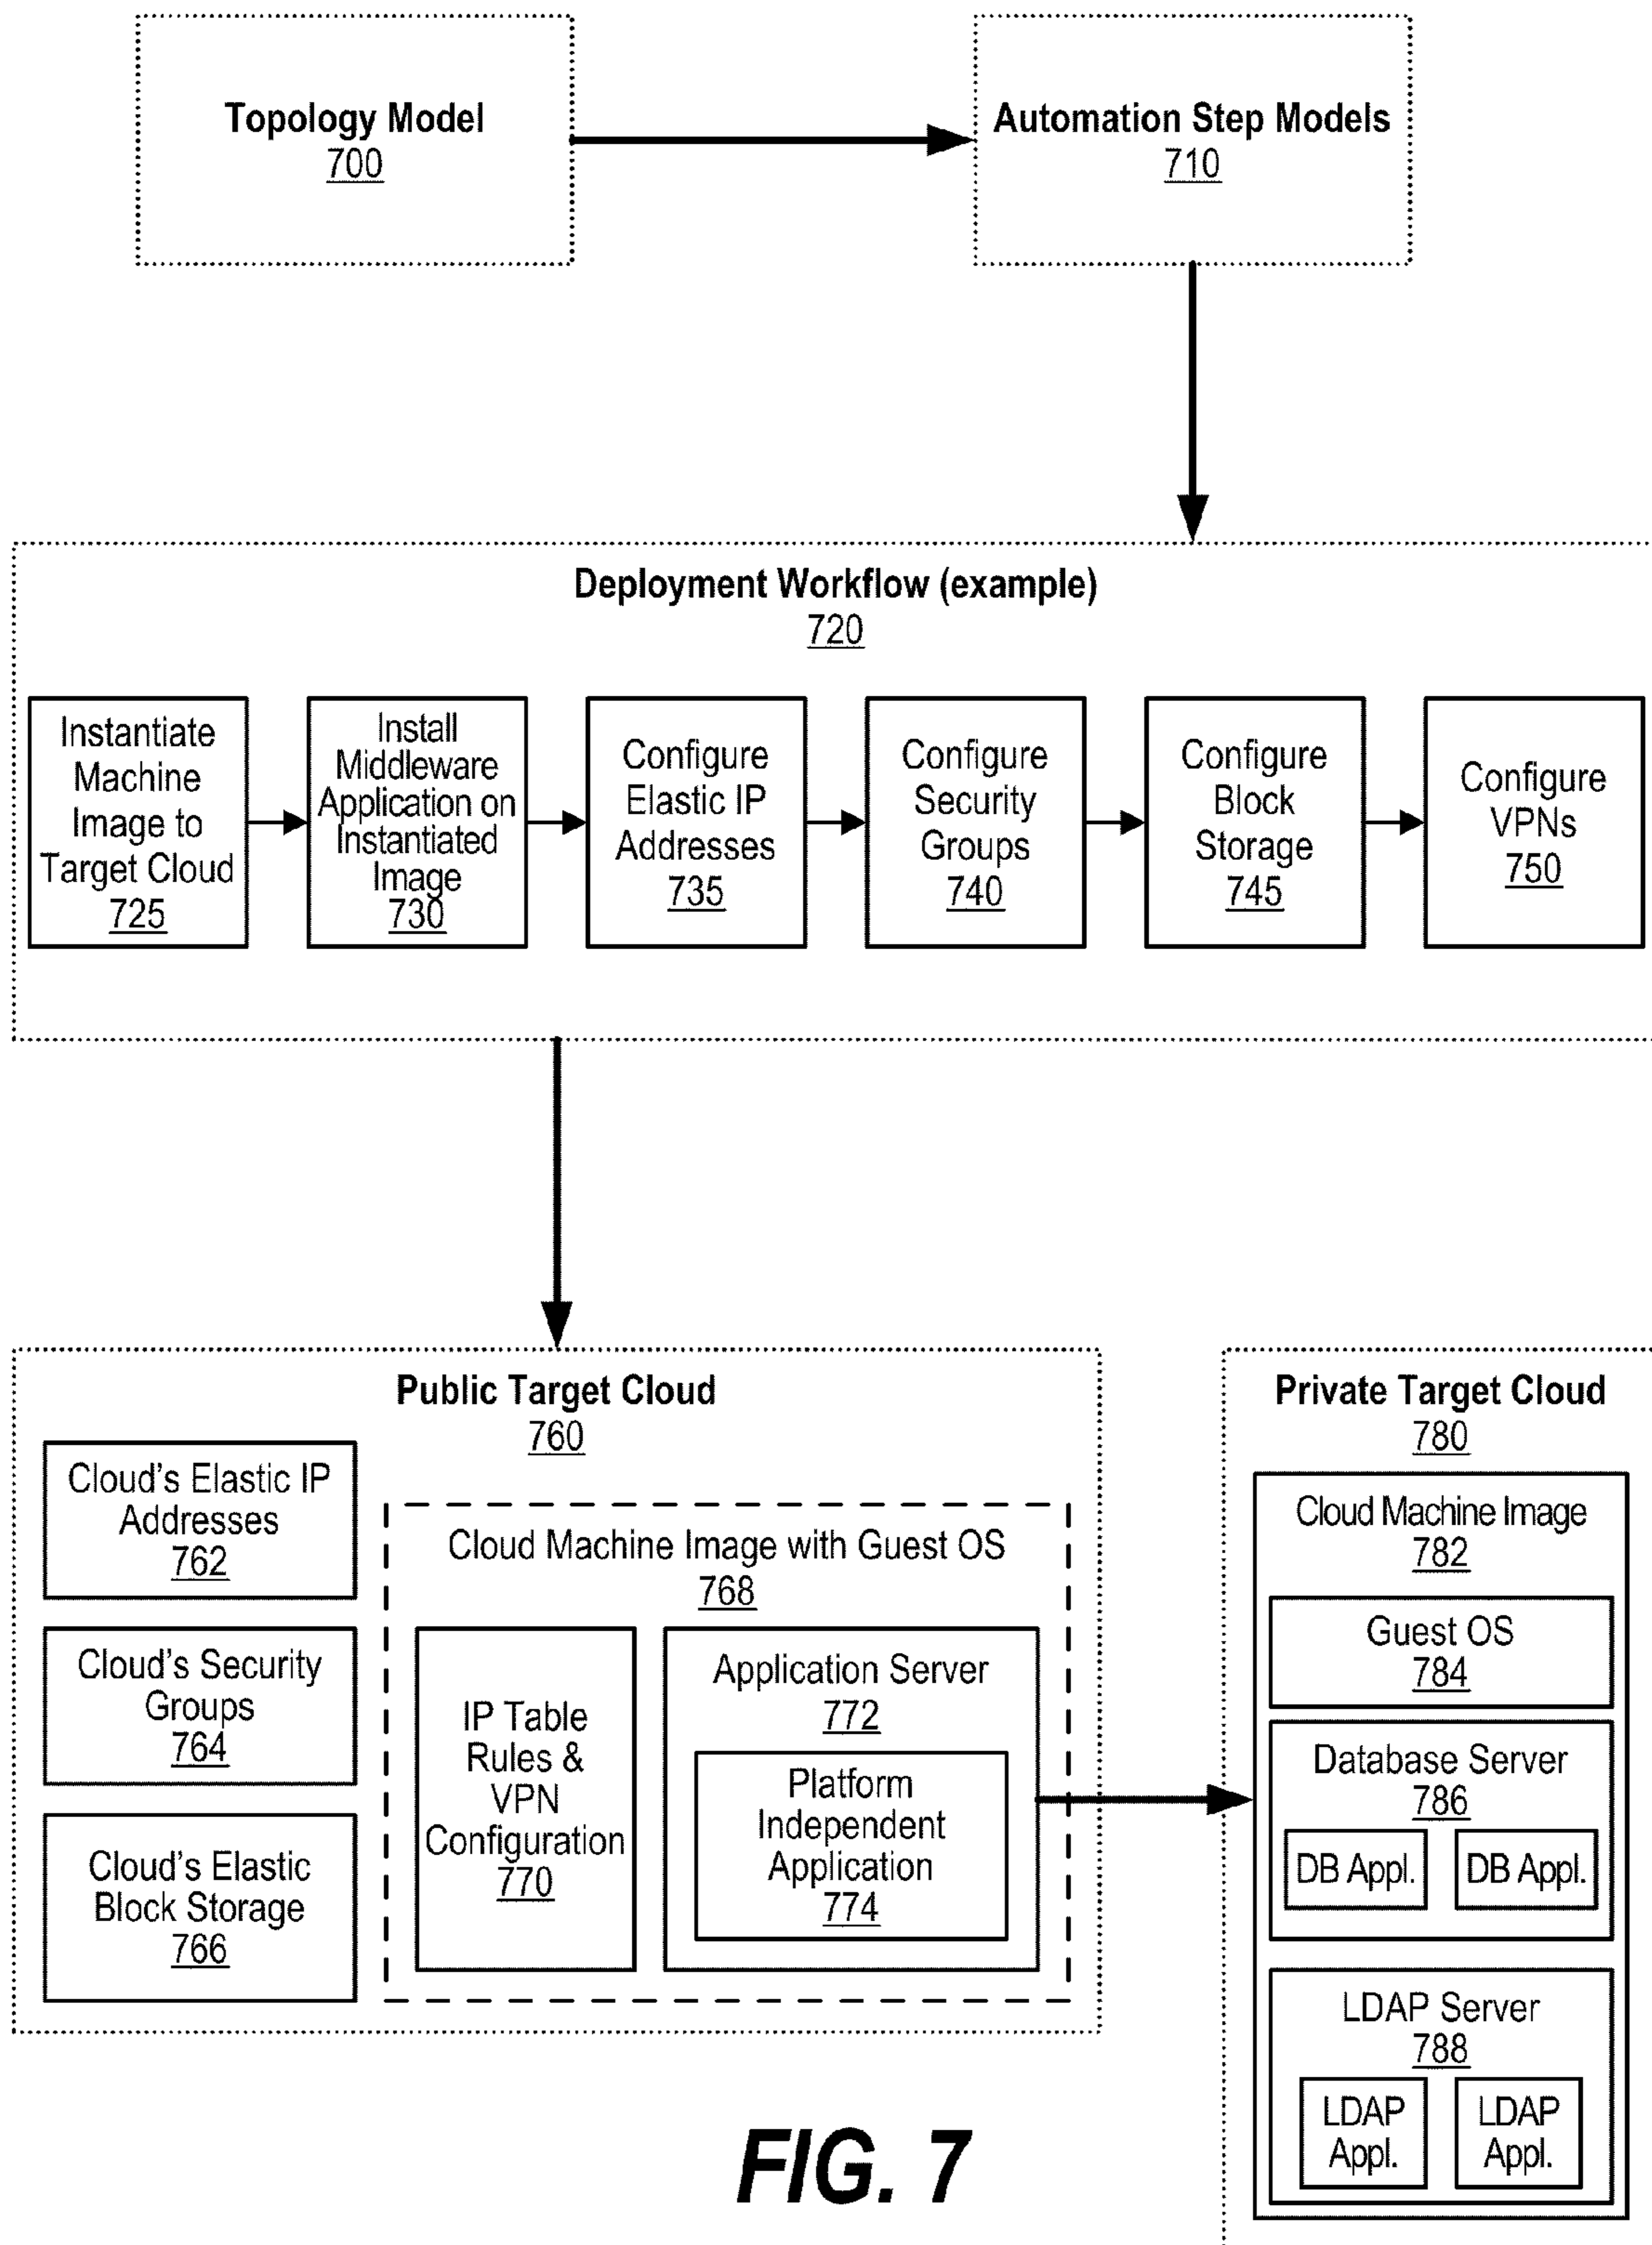 Topology Model
700
Automation Step Models
710
Deployment Workflow (example)
720
Instantiate
Machine
Image to
Target Cloud
725
Install
Middleware
Application on
Instantiated
Image
730
Configure
Elastic IP
Addresses
735
Configure
Security
Groups
740
Configure
Block
Storage
745
Configure
VPNs
750
Public Target Cloud
760
Cloud's Elastic IP
Addresses
762
Cloud's Security
Groups
764
Cloud's Elastic
Block Storage
766
Cloud Machine Image with Guest OS
768
IP Table
Rules &
VPN
Configuration
770
Application Server
772
Platform
Independent
Application
774
Private Target Cloud
780
Cloud Machine Image
782
Guest OS
784
Database Server
786
DB Appl.
DB Appl.
LDAP Server
788
LDAP
Appl.
LDAP
Appl.
FIG. 7